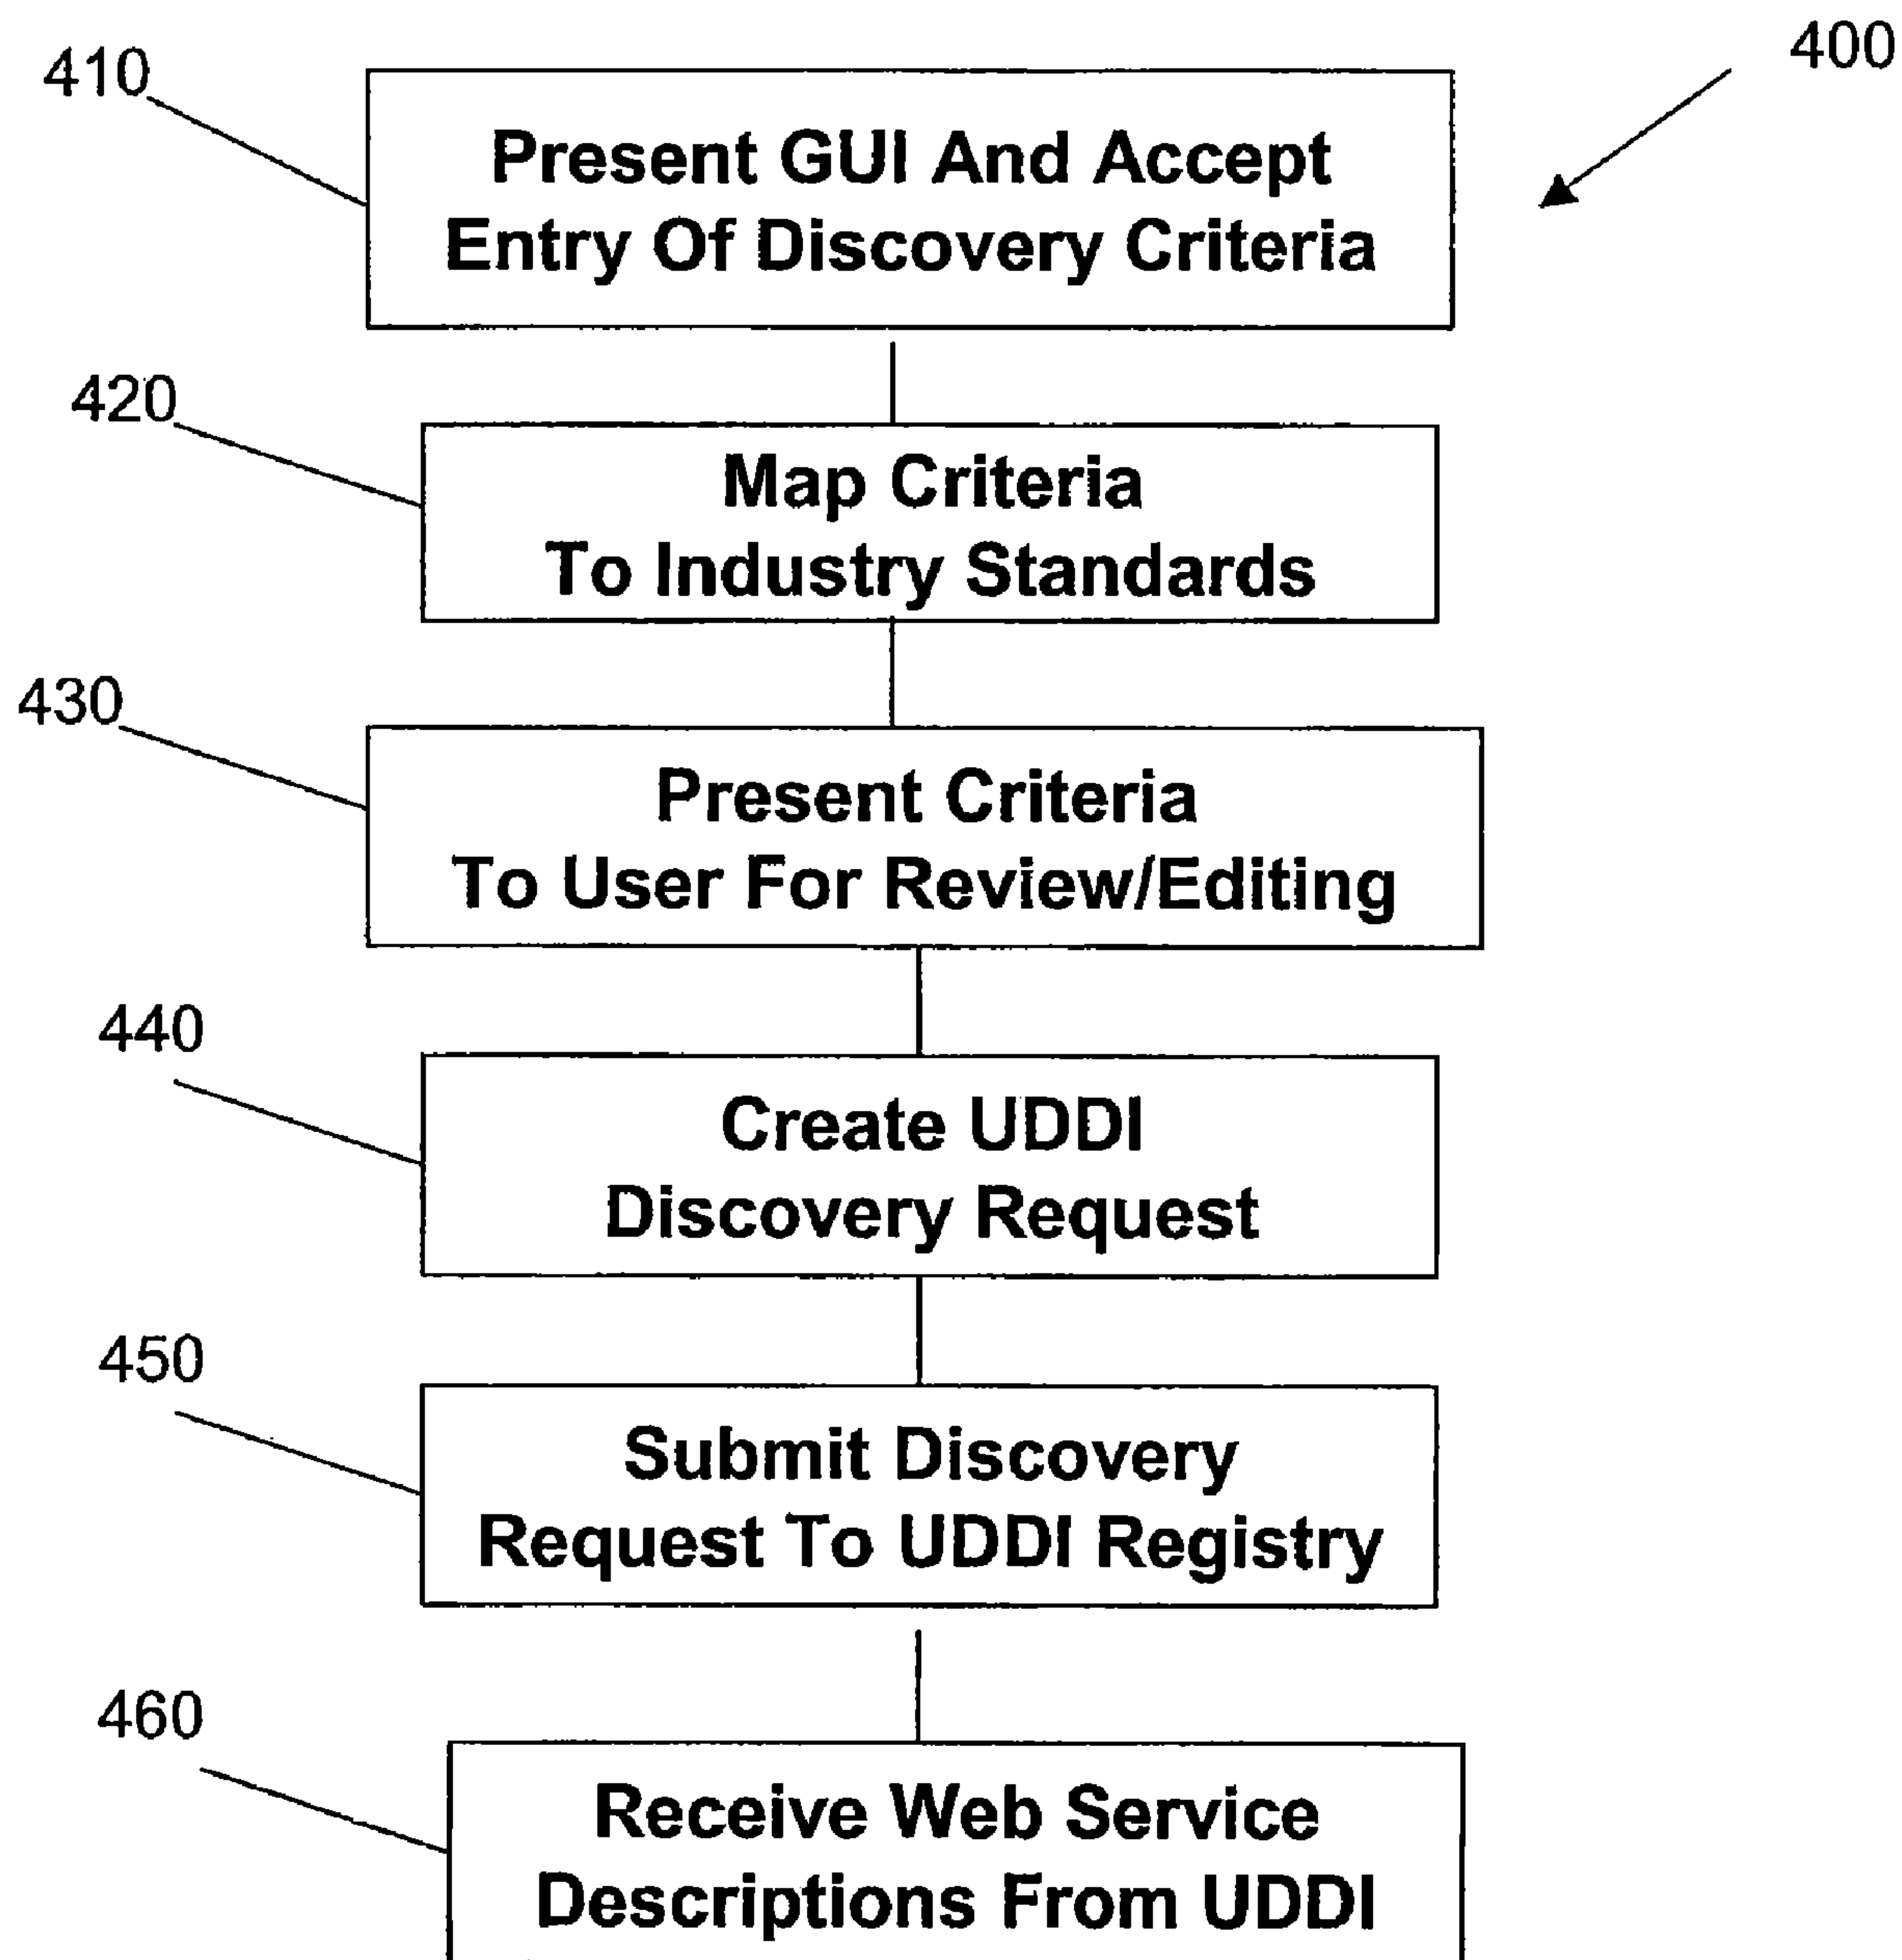 400
410
Present GUI And Accept
Entry Of Discovery Criteria
420
Map Criteria
To Industry Standards
430
Present Criteria
To User For Review/Editing
440
Create UDDI
Discovery Request
450
Submit Discovery
Request To UDDI Registry
460
Receive Web Service
Descriptions From UDDI